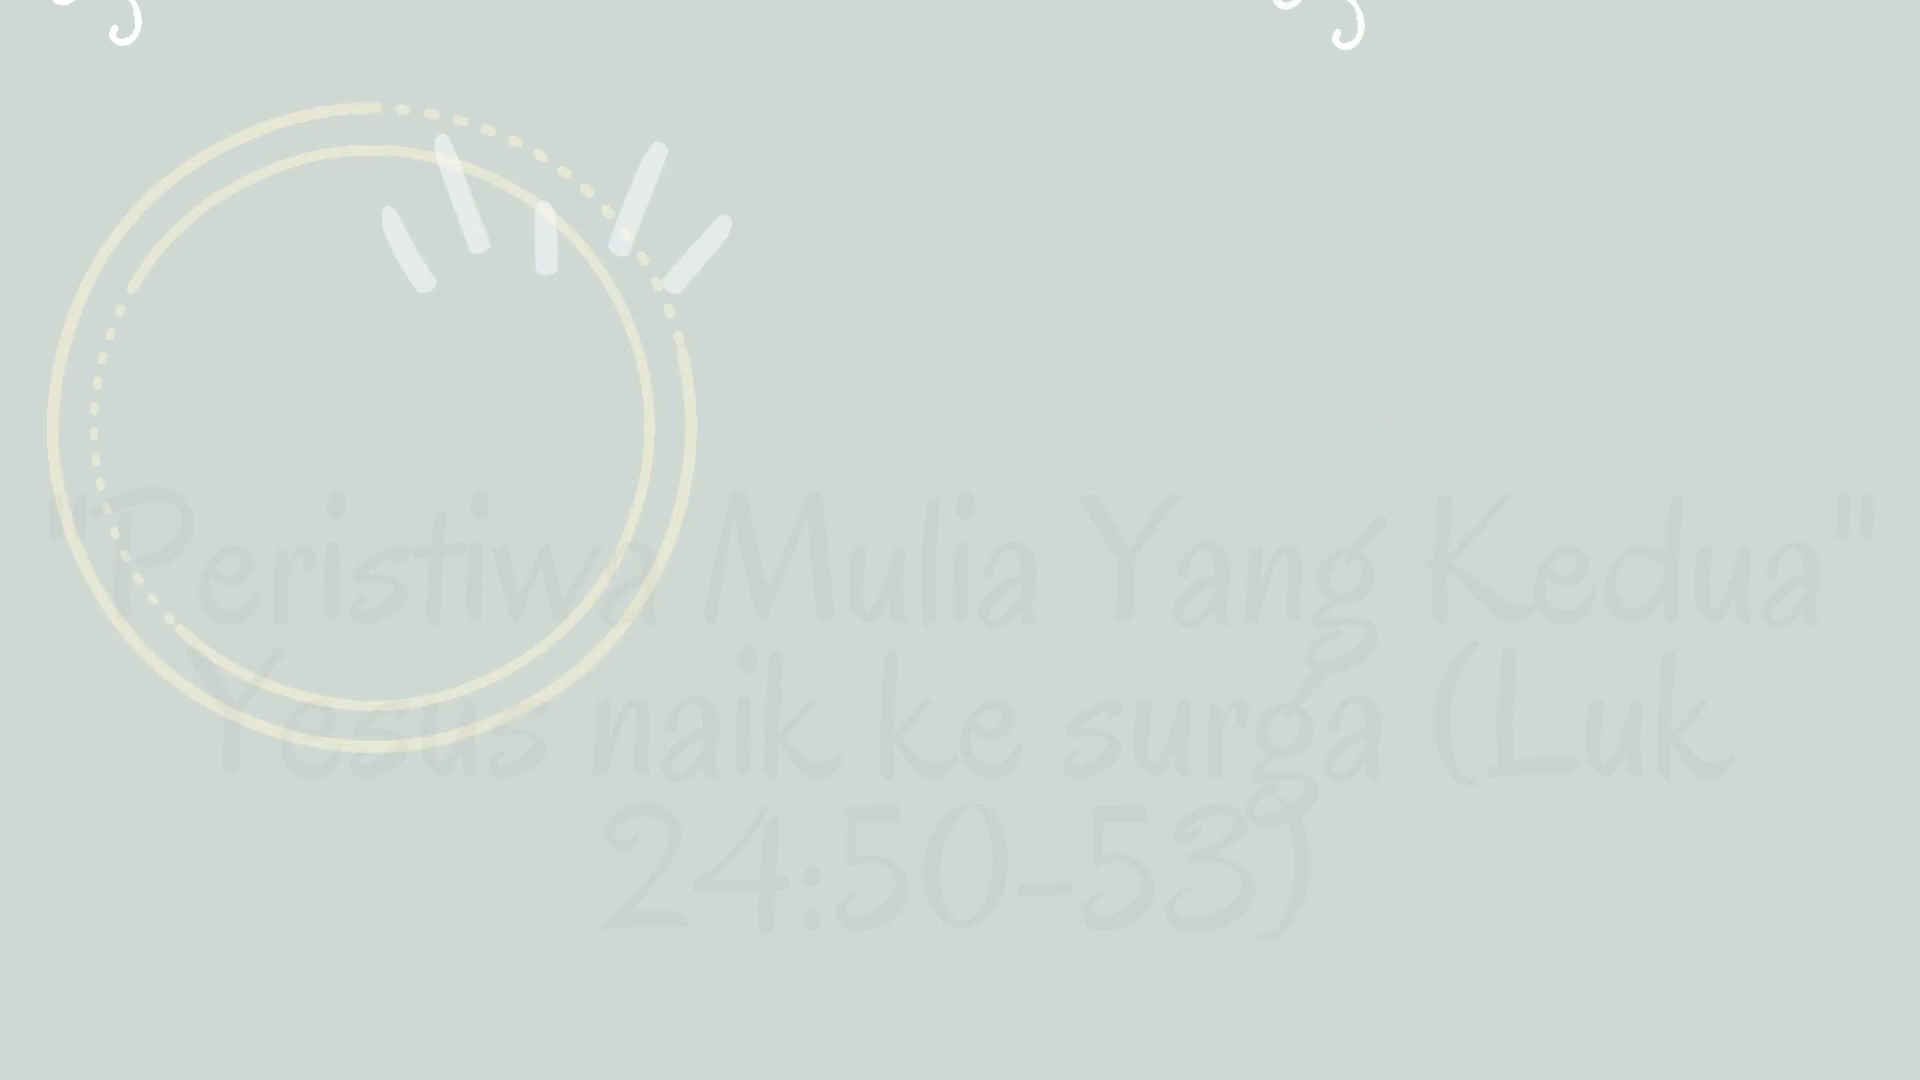 "Peristiwa Mulia Yang Kedua"
Yesus naik ke surga (Luk
24:50-53)